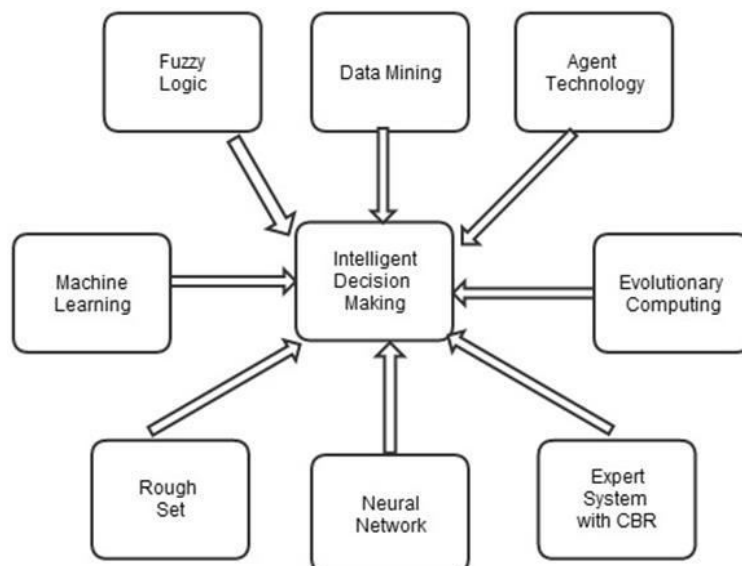 Fuzzy
Logic
Data Mining
Agent
Technology
Machine
Learning
Intelligent
Decision
Making
Evolutionary
Computing
Rough
Set
Neural
Network
Expert
System
with CBR